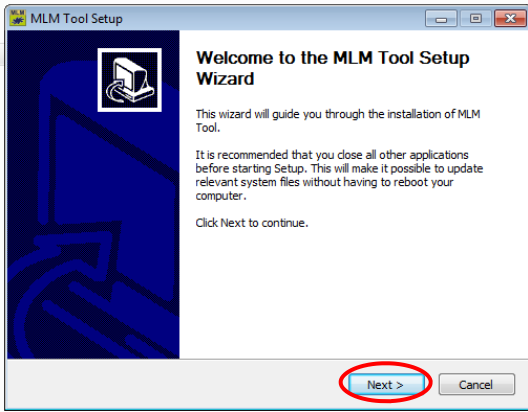 MLM Tool Setup
Welcome to the MLM Tool Setup
Wizard
This wizard will guide you through the installation of MLM
Tool.
It is recommended that you close all other applications
before starting Setup. This will make it possible to update
relevant system files without having to reboot your
computer.
Click Next to continue.
Next >
Cancel